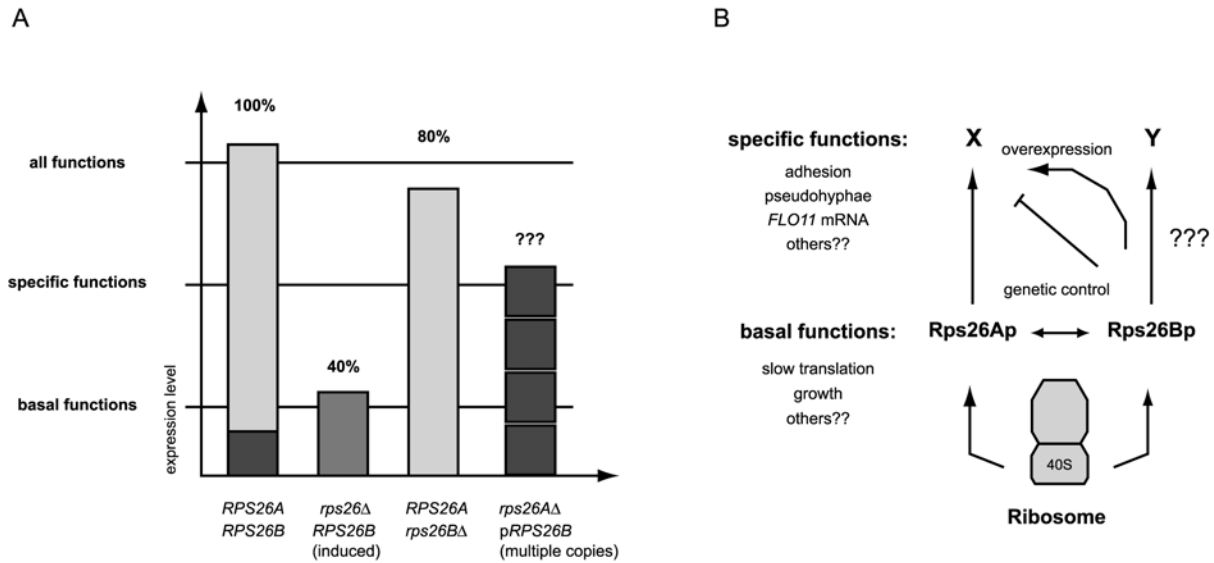 A
100%
80%
???
40%
all functions
specific functions
basal functions
expression level
RPS26A
RPS26B
rps26Δ
RPS26B
(induced)
RPS26A
rps26BΔ
rps26AΔ
pRPS26B
(multiple copies)
B
specific functions:
adhesion
pseudohyphae
FLO11 mRNA
others??
X
Y
overexpression
???
genetic control
basal functions:
slow translation
growth
others??
Rps26Ap
Rps26Bp
40S
Ribosome